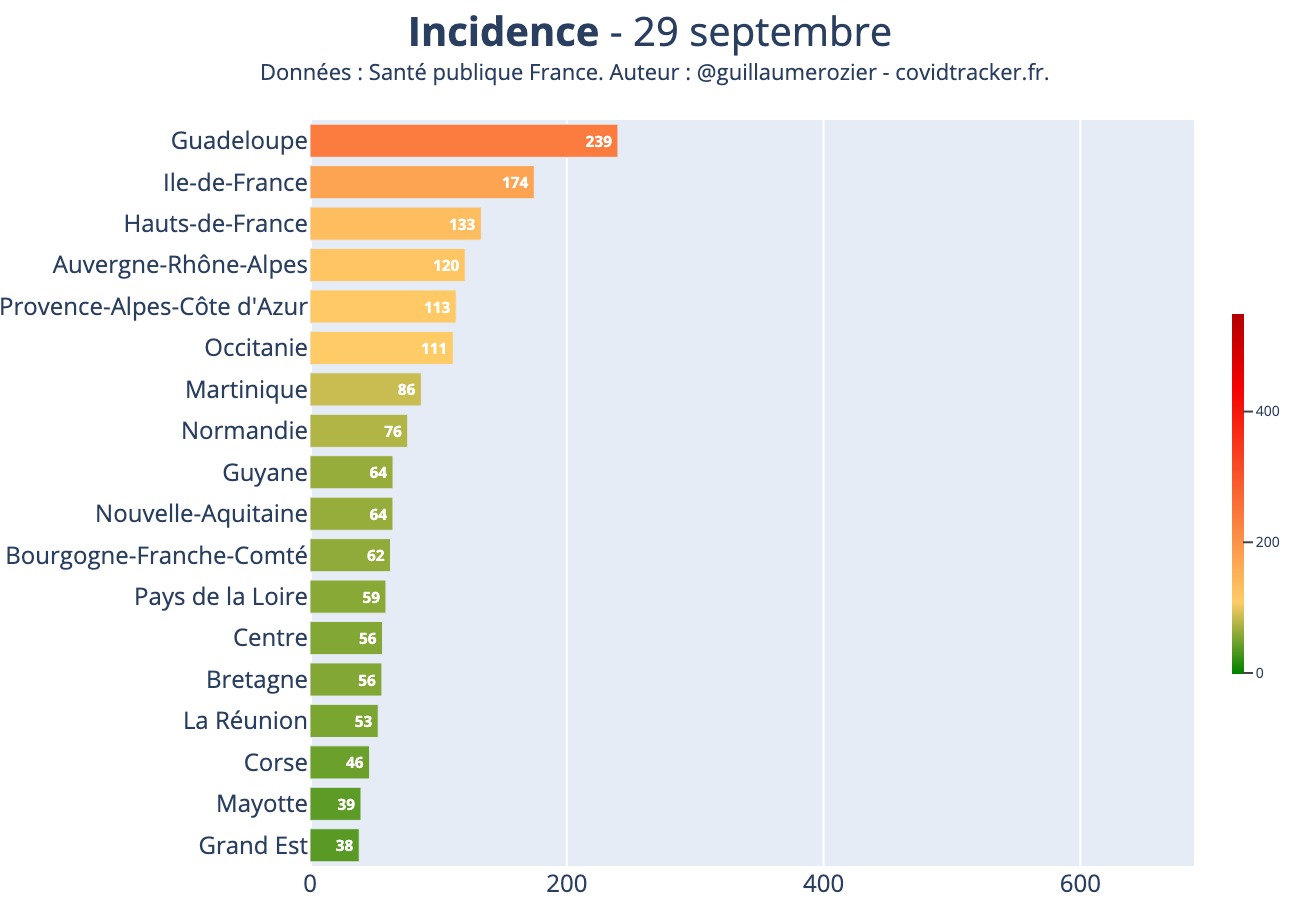 Incidence - 29 septembre
Données : Santé publique France. Auteur : @guillaumerozier - covidtracker.fr.
Guadeloupe 239
Ile-de-France 174
Hauts-de-France 133
Auvergne-Rhône-Alpes 120
Provence-Alpes-Côte d'Azur 113
Occitanie 111
Martinique 86
Normandie 76
Guyane 64
Nouvelle-Aquitaine 64
Bourgogne-Franche-Comté 62
Pays de la Loire 59
Centre 56
Bretagne 56
La Réunion 53
Corse 46
Mayotte 39
Grand Est 38
0 200 400 600
400
200
0